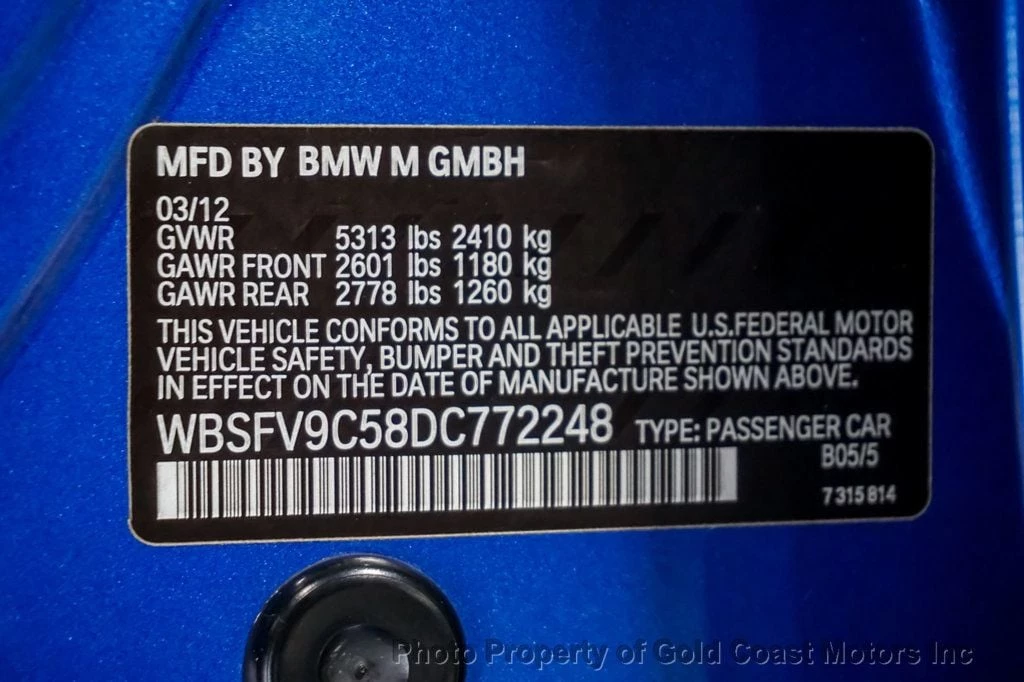 MFD BY BMW M GMBH
03/12
GVWR 5313 lbs 2410 kg
GAWR FRONT 2601 lbs 1180 kg
GAWR REAR 2778 lbs 1260 kg
THIS VEHICLE CONFORMS TO ALL APPLICABLE U.S.FEDERAL MOTOR
VEHICLE SAFETY, BUMPER AND THEFT PREVENTION STANDARDS
IN EFFECT ON THE DATE OF MANUFACTURE SHOWN ABOVE.
WBSFV9C58DC772248 TYPE: PASSENGER CAR
B05/5
7 315 814
Photo Property of Gold Coast Motors Inc